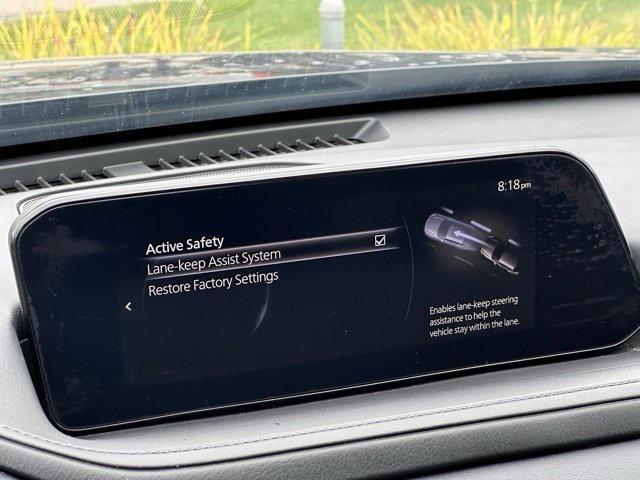 8:18pm
Active Safety
Lane-keep Assist System
Restore Factory Settings
Enables lane-keep steering
assistance to help the
vehicle stay within the lane.